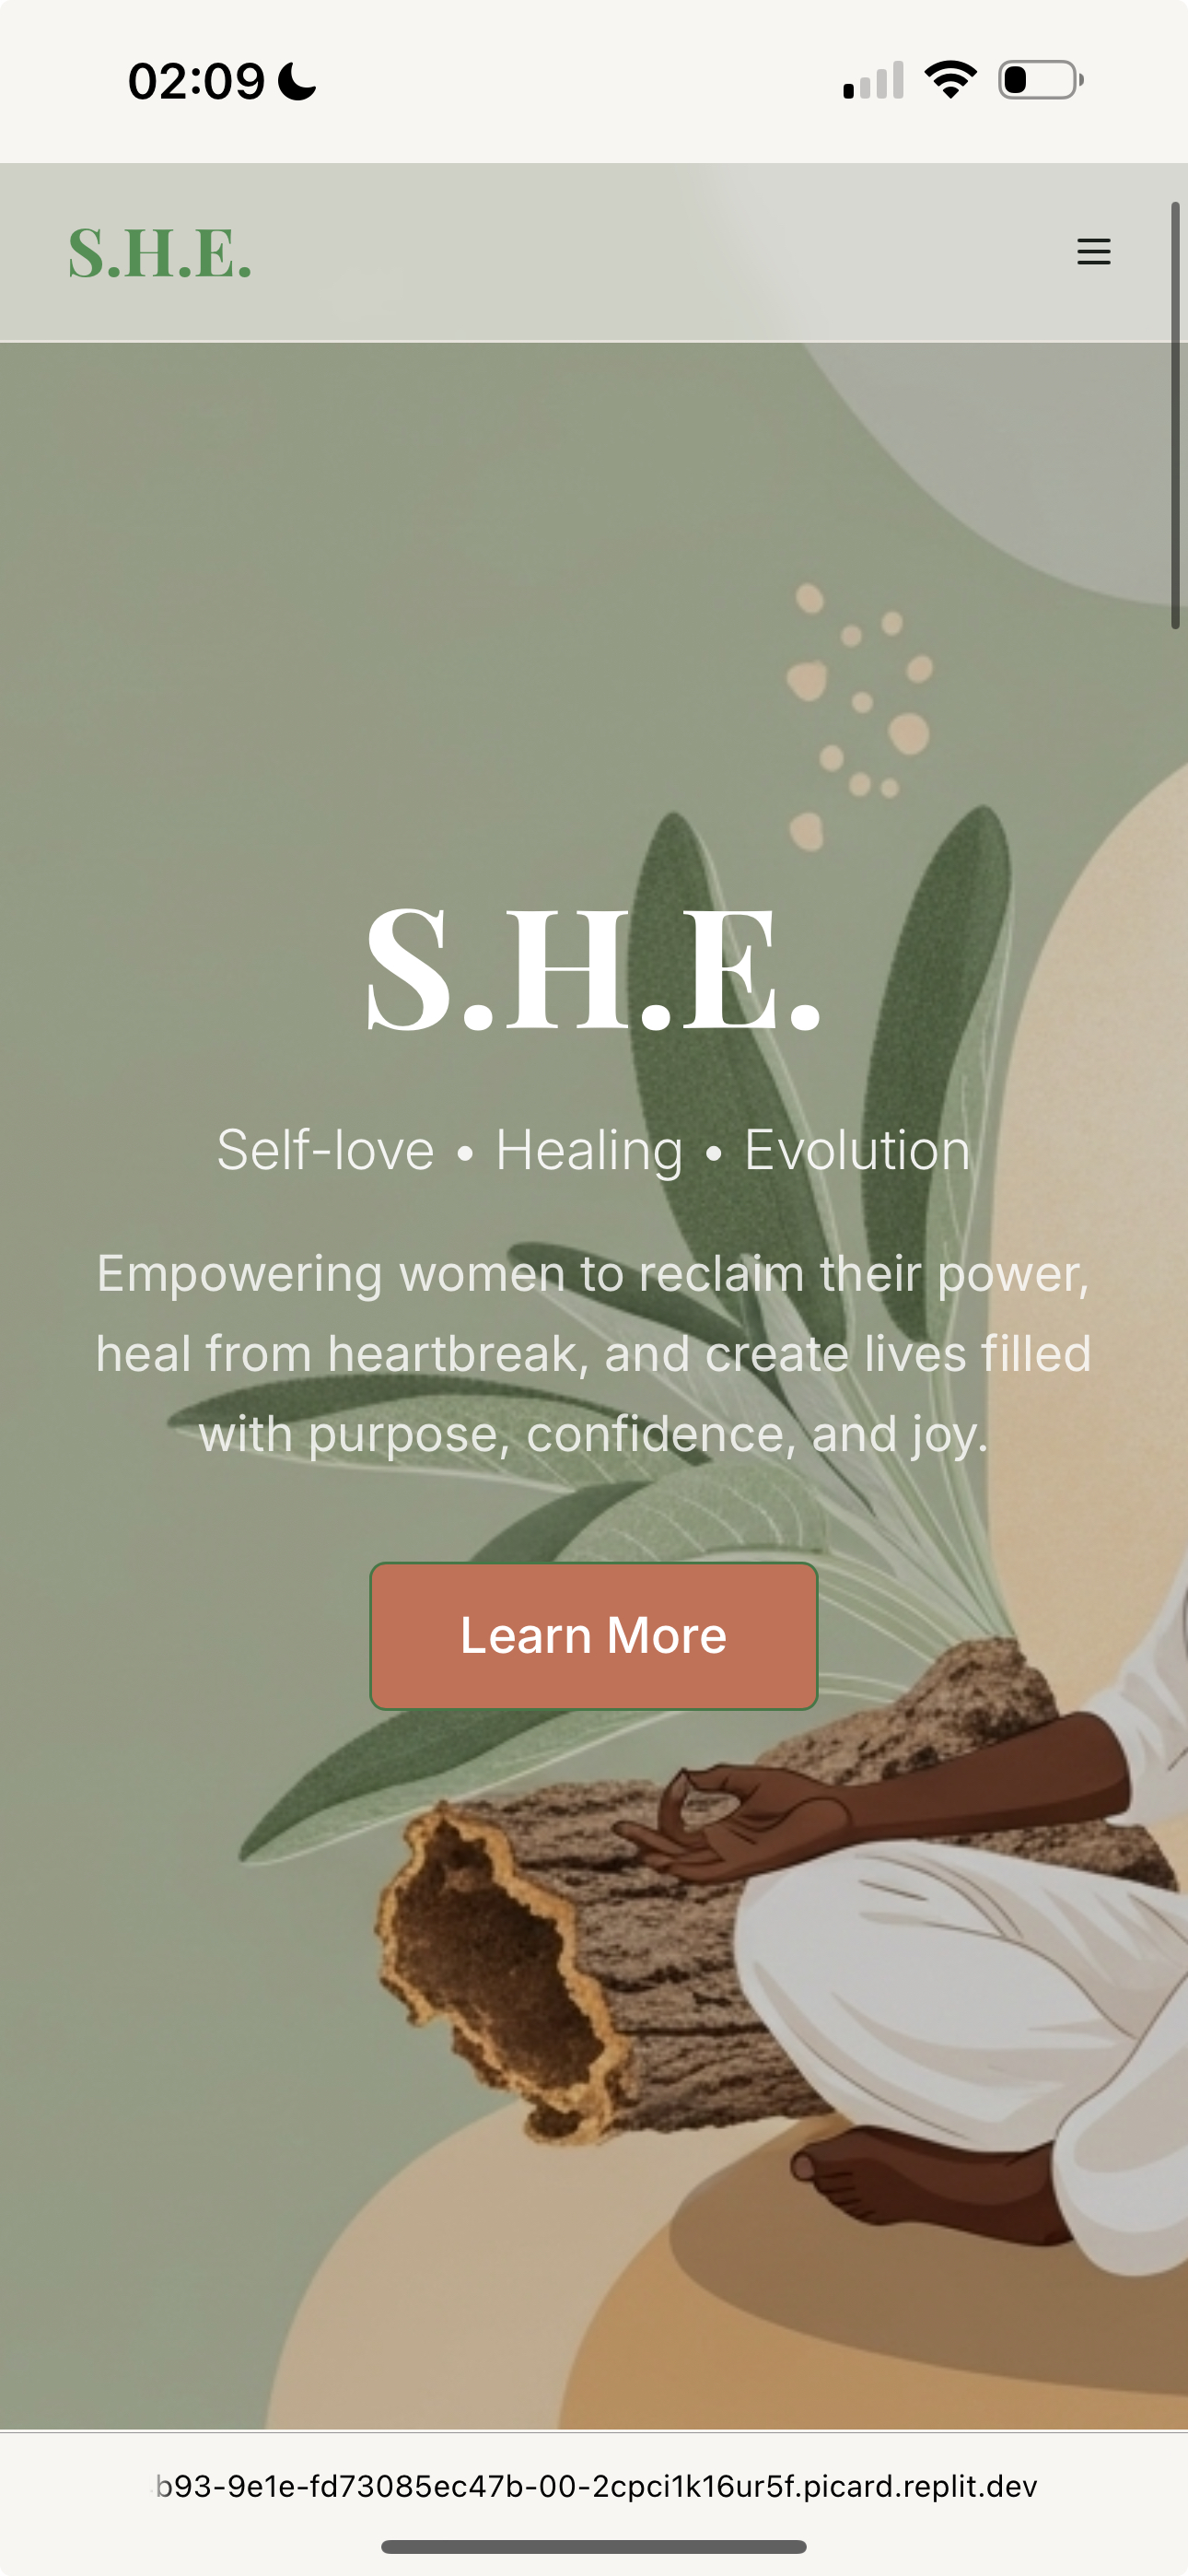 02:09
S.H.E.
S.H.E.
Self-love • Healing • Evolution
Empowering women to reclaim their power,
heal from heartbreak, and create lives filled
with purpose, confidence, and joy.
Learn More
b93-9e1e-fd73085ec47b-00-2cpci1k16ur5f.picard.replit.dev